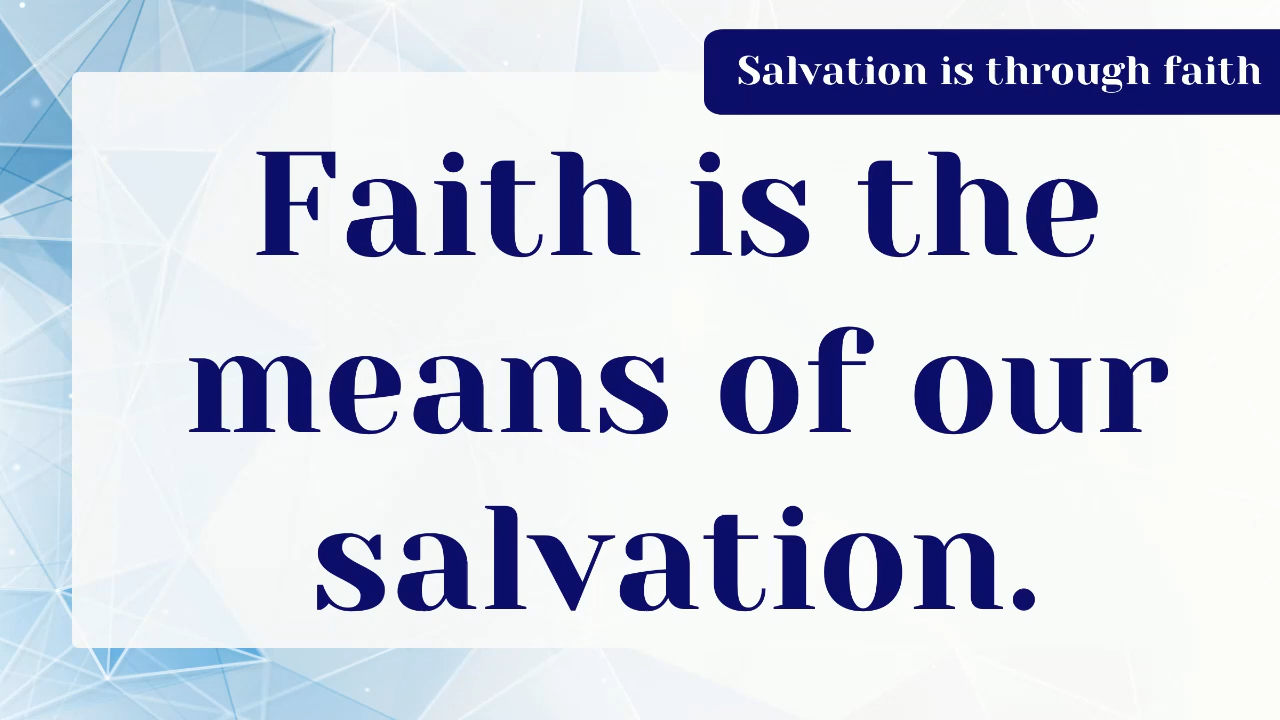 Salvation is through faith
Faith is the
means of our
salvation.